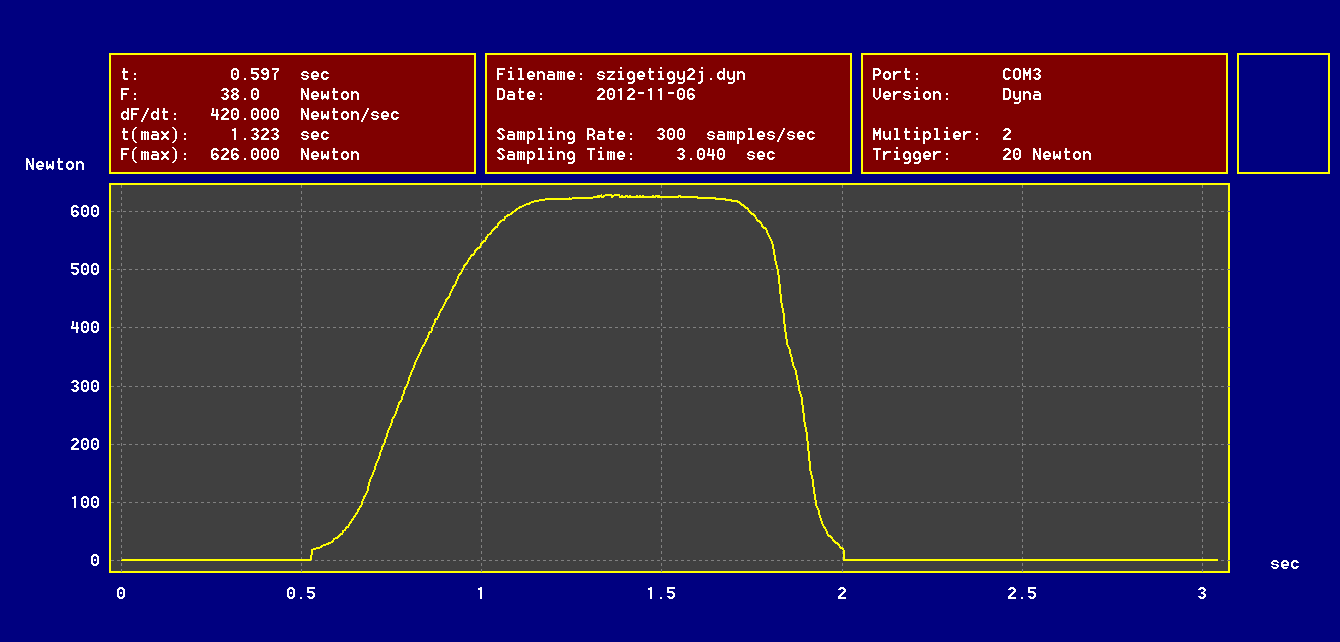 t: 0.597 sec
F: 38.0 Newton
dF/dt: 420.000 Newton/sec
t(max): 1.323 sec
F(max): 626.000 Newton
Filename: szigetigy2j.dyn
Date: 2012-11-06
Sampling Rate: 300 samples/sec
Sampling Time: 3.040 sec
Port: COM3
Version: Dyna
Multiplier: 2
Trigger: 20 Newton
Newton
600
500
400
300
200
100
0
sec
0 0.5 1 1.5 2 2.5 3